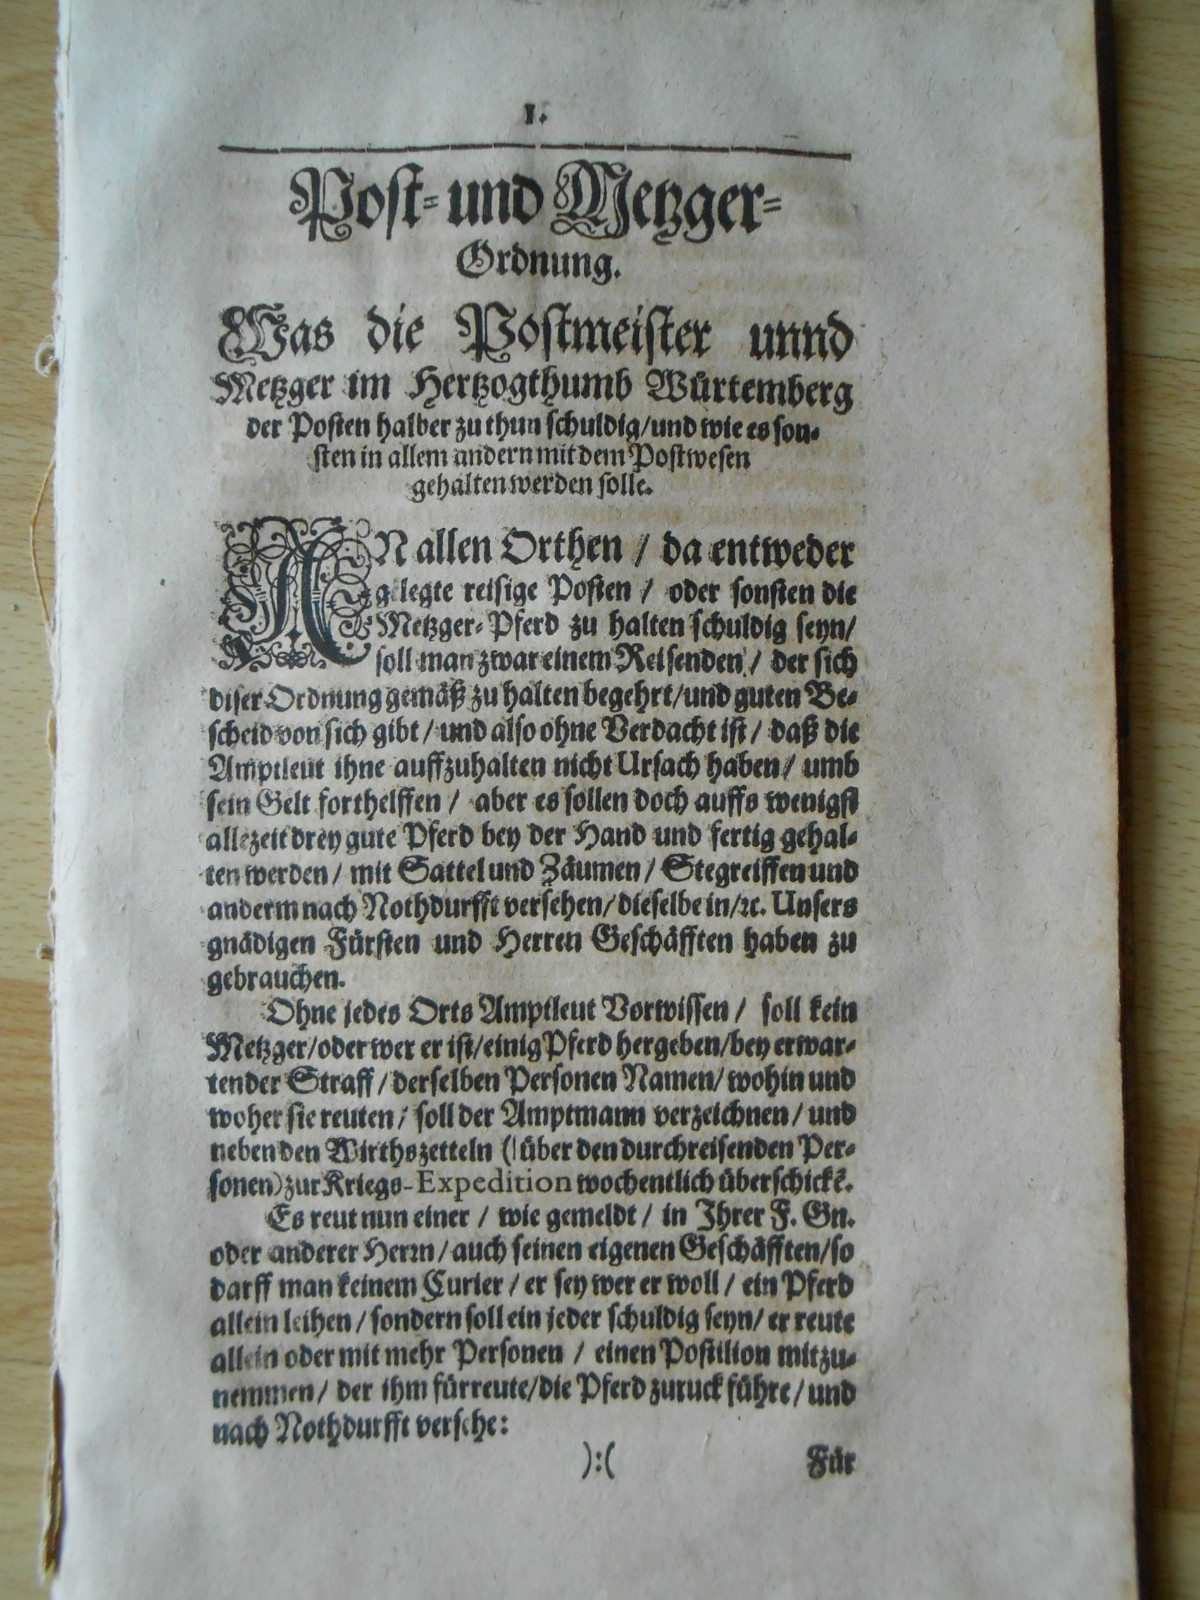 1.
Post- und Metzger-
Ordnung.
Was die Postmeister unnd
Metzger im Hertzogthumb Würtemberg
der Posten halber zu thun schuldig/und wie es son-
sten in allem andern mit dem Postwesen
gehalten werden solle.
AN allen Orthen / da entweder
gelegte reisige Posten / oder sonsten die
Metzger-Pferd zu halten schuldig seyn/
soll man zwar einem Reisenden / der sich
diser Ordnung gemäß zu halten begehrt/und guten Be-
scheid von sich gibt / und also ohne Verdacht ist / daß die
Amptleut ihne auffzuhalten nicht Ursach haben / umb
sein Gelt forthelffen / aber es sollen doch auffs wenigst
allezeit drey gute Pferd bey der Hand und fertig gehal-
ten werden / mit Sattel und Zäumen / Stegreiffen und
anderm nach Nothdurfft versehen/dieselbe in/ꝛc. Unsers
gnädigen Fürsten und Herren Geschäfften haben zu
gebrauchen.
Ohne jedes Orts Amptleut Vorwissen / soll kein
Metzger/oder wer er ist/einig Pferd hergeben/bey erwar-
tender Straff / derselben Personen Namen/ wohin und
woher sie reuten / soll der Amptmann verzeichnen / und
neben den Wirthszetteln (über den durchreisenden Per-
sonen) zur Kriegs-Expedition wochentlich überschickẽ.
Es reut nun einer / wie gemeldt / in Ihrer F. Gn.
oder anderer Herrn / auch seinen eigenen Geschäfften/so
darff man keinem Curier / er sey wer er woll / ein Pferd
allein leihen / sondern soll ein jeder schuldig seyn/ er reute
allein oder mit mehr Personen / einen Postilion mitzu-
nemmen / der ihm fürreute/die Pferd zuruck führe / und
nach Nothdurfft versehe:
):( Für